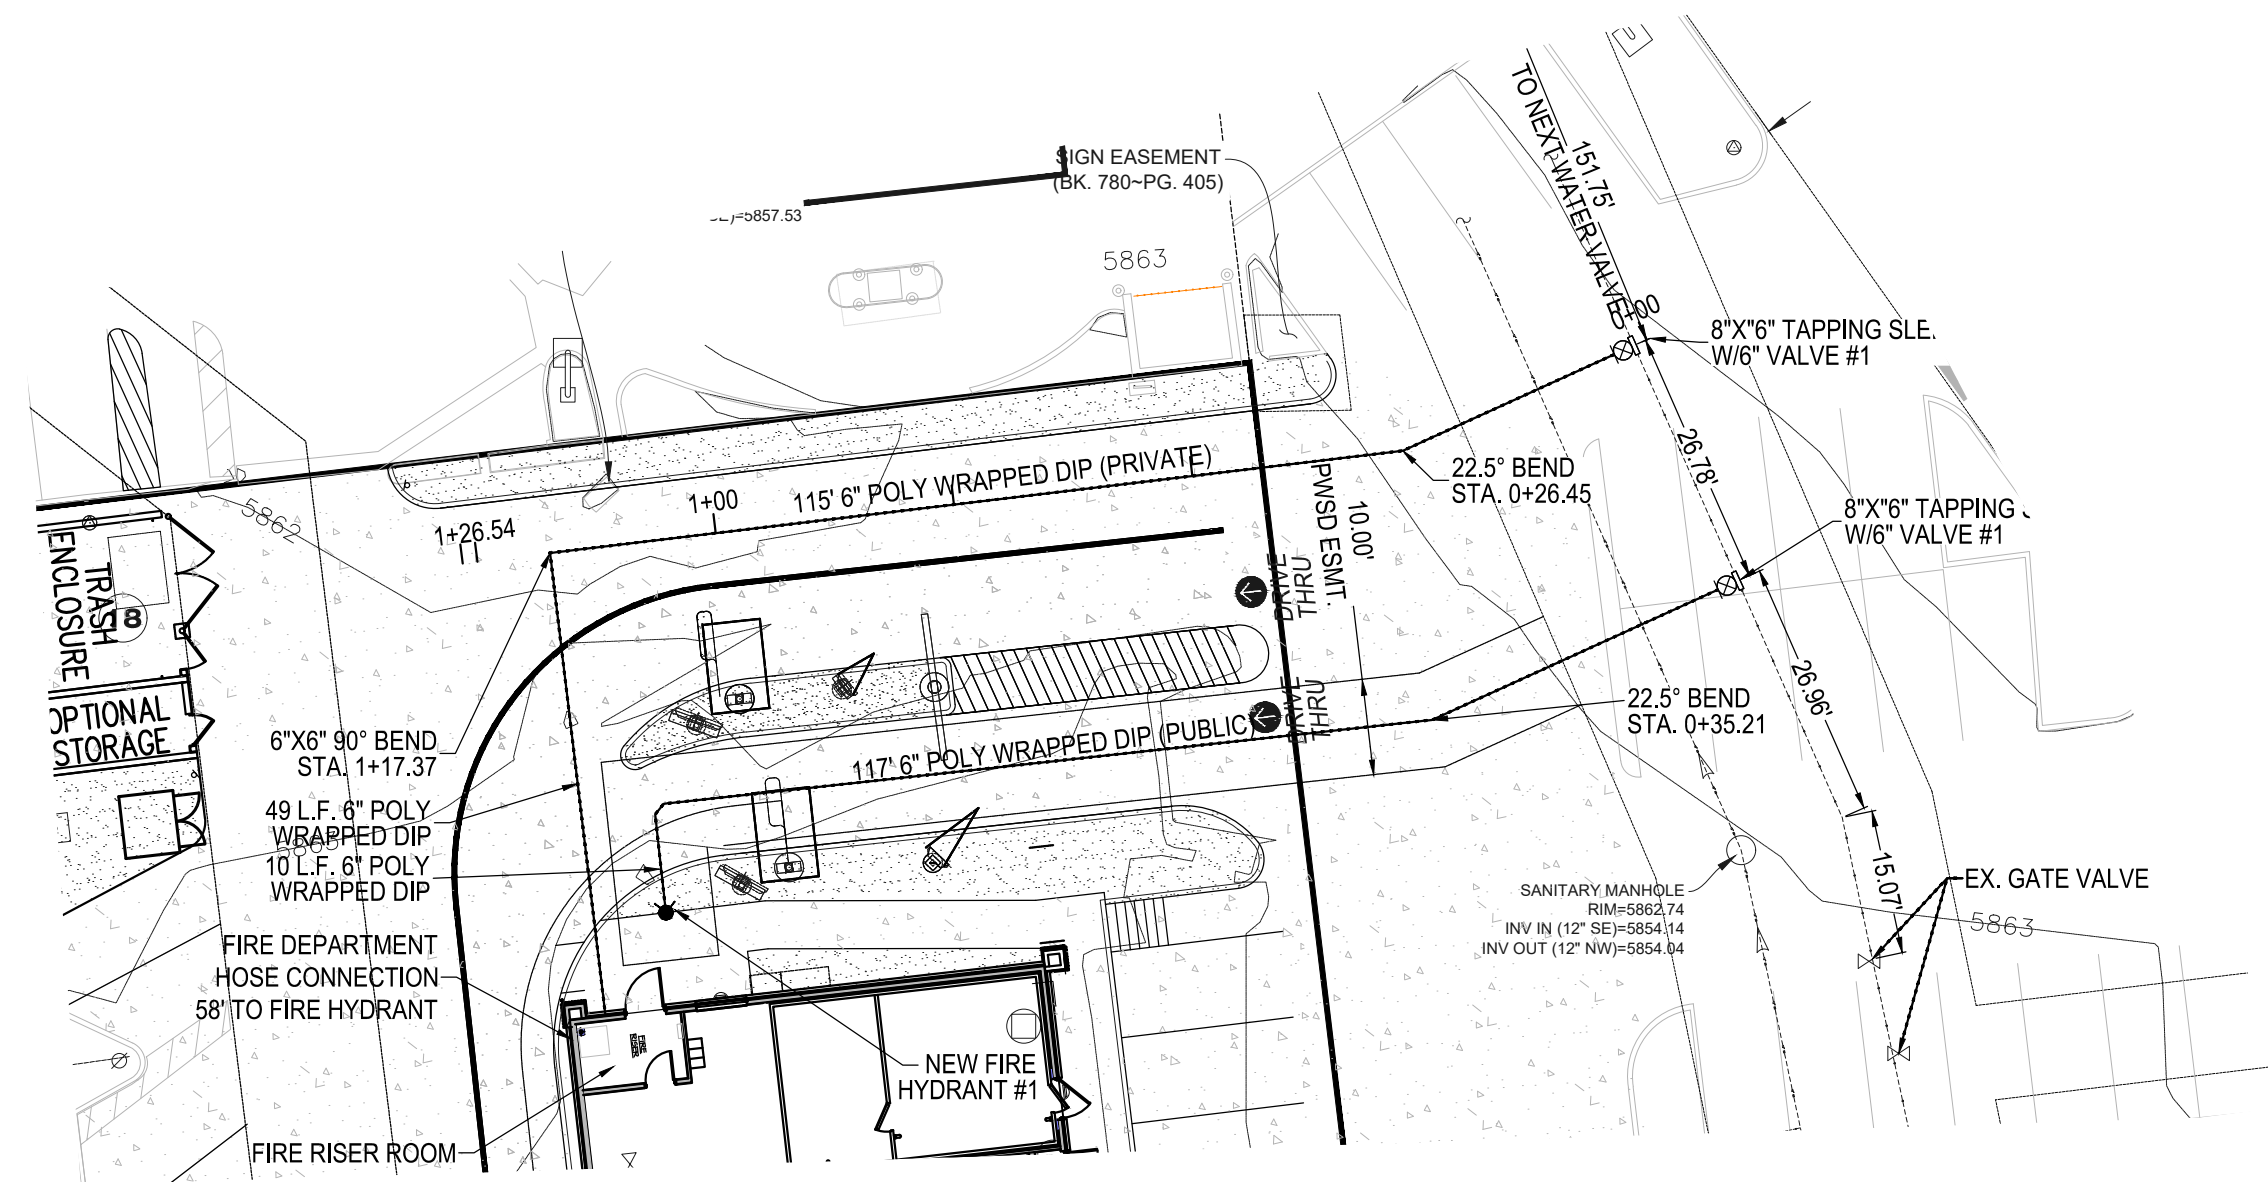 SIGN EASEMENT
(BK. 780~PG. 405)
)=5857.53
5863
TO NEXT WATER VALVE
151.75'
0+00
8"X"6" TAPPING SLE
W/6" VALVE #1
26.78'
22.5° BEND
STA. 0+26.45
8"X"6" TAPPING
W/6" VALVE #1
115' 6" POLY WRAPPED DIP (PRIVATE)
1+00
1+26.54
5862
10.00'
PWSD ESMT.
DRIVE
THRU
TRASH
ENCLOSURE
18
OPTIONAL
STORAGE
26.96'
22.5° BEND
STA. 0+35.21
DRIVE
THRU
117' 6" POLY WRAPPED DIP (PUBLIC)
6"X6" 90° BEND
STA. 1+17.37
49 L.F. 6" POLY
WRAPPED DIP
5863
10 L.F. 6" POLY
WRAPPED DIP
15.07'
EX. GATE VALVE
5863
SANITARY MANHOLE
RIM=5862.74
INV IN (12" SE)=5854.14
INV OUT (12" NW)=5854.04
FIRE DEPARTMENT
HOSE CONNECTION
58' TO FIRE HYDRANT
FIRE
RISER
NEW FIRE
HYDRANT #1
FIRE RISER ROOM